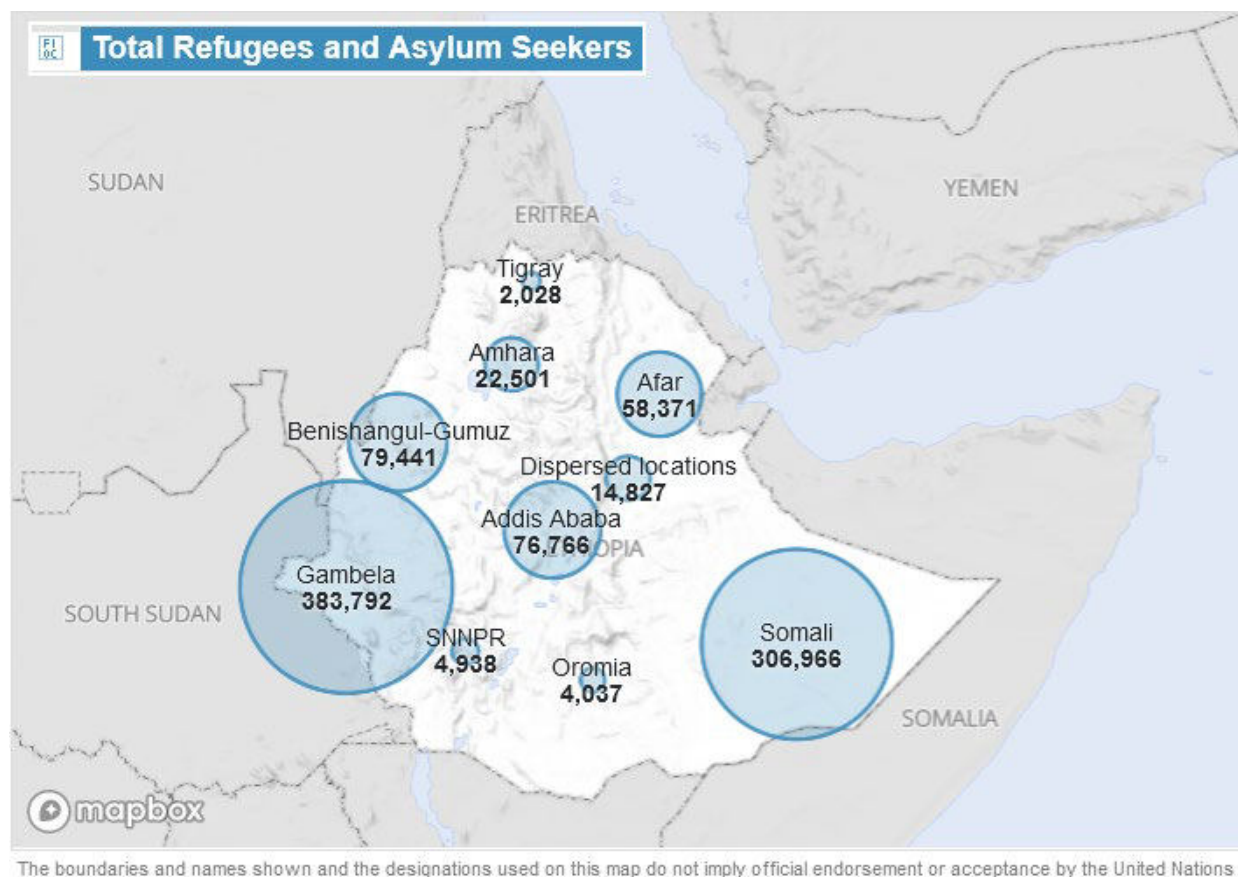 FI
OC
Total Refugees and Asylum Seekers
SUDAN
YEMEN
ERITREA
Tigray
2,028
Amhara
22,501
Afar
58,371
Benishangul-Gumuz
79,441
Dispersed locations
14,827
Addis Ababa
76,766
Gambela
383,792
SOUTH SUDAN
SNNPR
4,938
Oromia
4,037
Somali
306,966
SOMALIA
mapbox
The boundaries and names shown and the designations used on this map do not imply official endorsement or acceptance by the United Nations